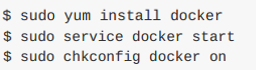 $ sudo yum install docker
$ sudo service docker start
$ sudo chkconfig docker on